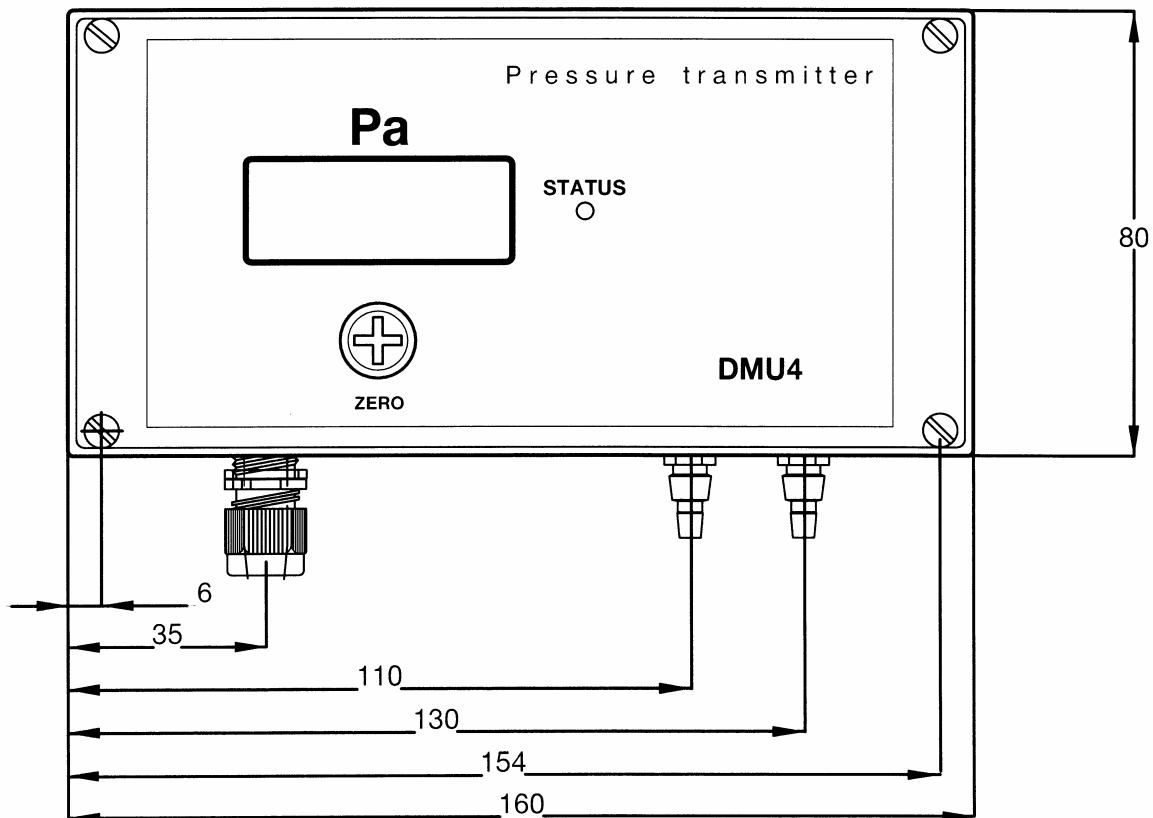 Pressure transmitter
Pa
STATUS
80
DMU4
ZERO
6
35
110
130
154
160